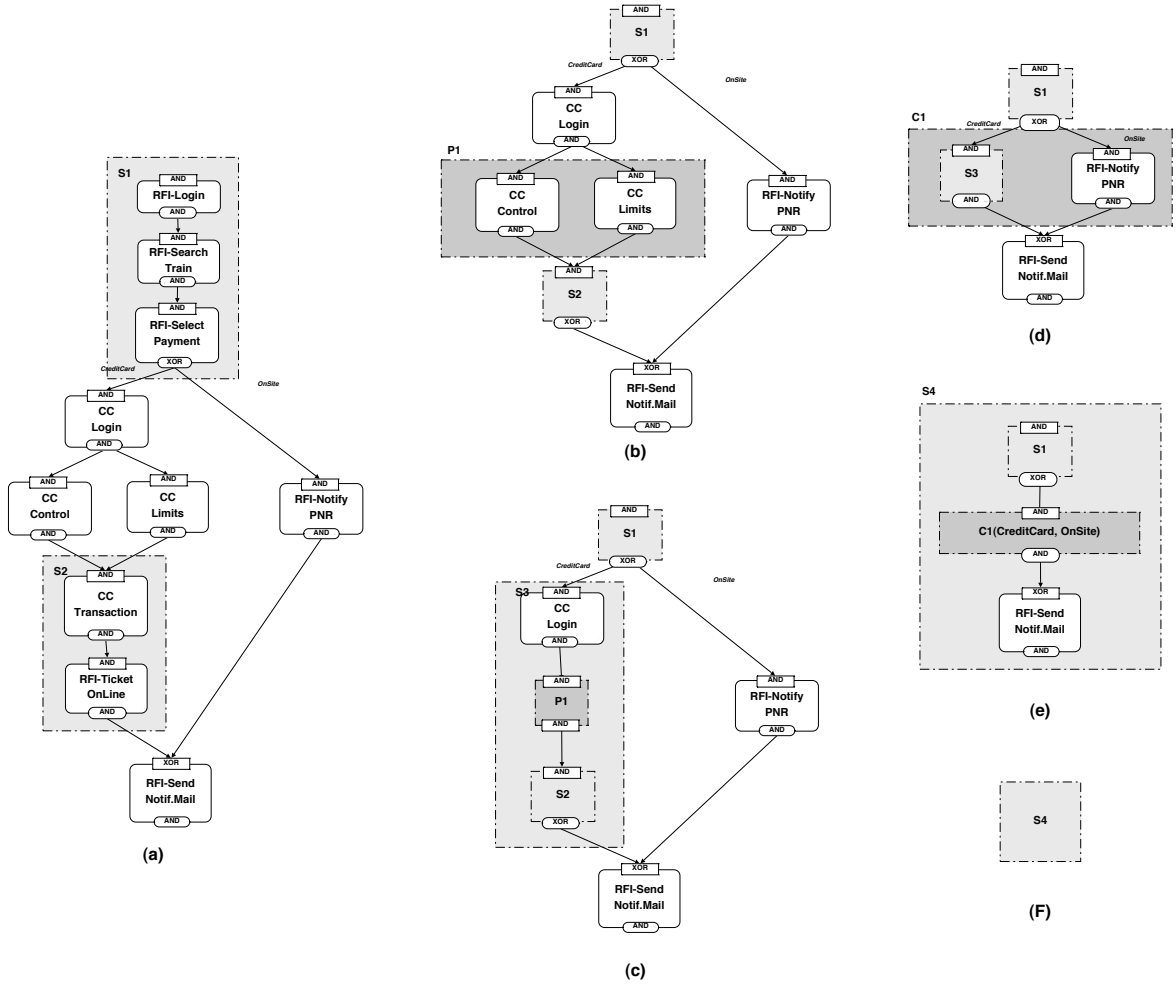 S1
AND
RFI-Login
AND
AND
RFI-Search
Train
AND
AND
RFI-Select
Payment
XOR
CreditCard
OnSite
AND
CC
Login
AND
AND
CC
Control
AND
AND
CC
Limits
AND
AND
RFI-Notify
PNR
AND
S2
AND
CC
Transaction
AND
AND
RFI-Ticket
OnLine
AND
XOR
RFI-Send
Notif.Mail
AND
(a)
AND
S1
XOR
CreditCard
OnSite
AND
CC
Login
AND
P1
AND
CC
Control
AND
AND
CC
Limits
AND
AND
RFI-Notify
PNR
AND
AND
S2
XOR
XOR
RFI-Send
Notif.Mail
AND
(b)
AND
S1
XOR
CreditCard
OnSite
S3
AND
CC
Login
AND
AND
P1
AND
AND
RFI-Notify
PNR
AND
AND
S2
XOR
XOR
RFI-Send
Notif.Mail
AND
(c)
AND
S1
XOR
CreditCard
OnSite
C1
AND
S3
AND
AND
RFI-Notify
PNR
AND
XOR
RFI-Send
Notif.Mail
AND
(d)
S4
AND
S1
XOR
AND
C1(CreditCard, OnSite)
AND
XOR
RFI-Send
Notif.Mail
AND
(e)
S4
(F)